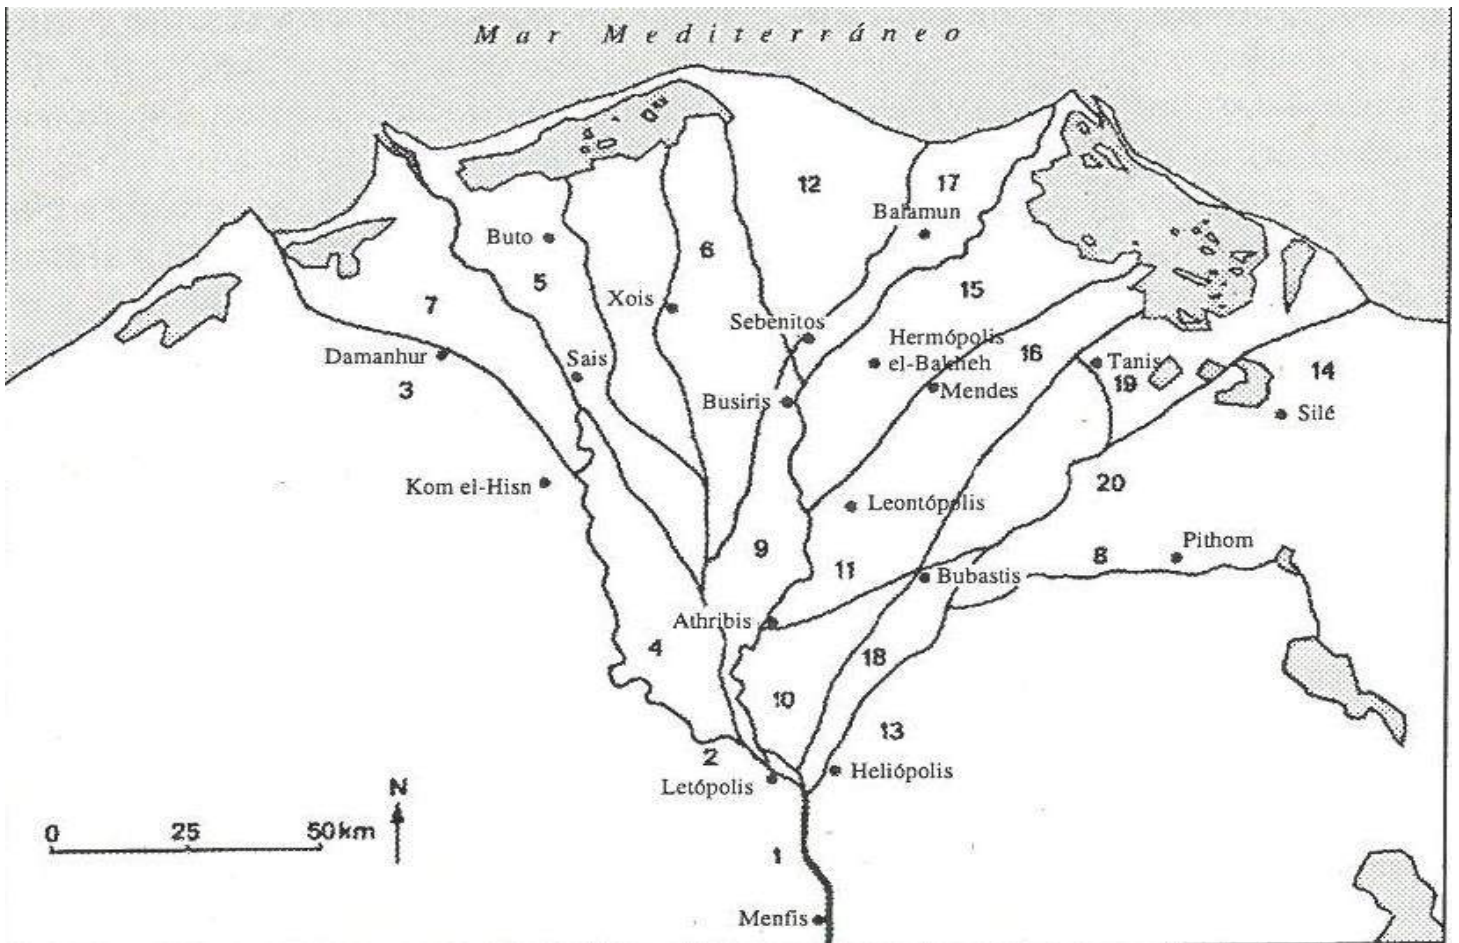 Mar Mediterráneo
12
17
Balamun
Buto
6
5
15
7
Xois
Sebenitos
Hermópolis
el-Bakheh
16
Damanhur
Sais
Tanis
19
14
3
Mendes
Busiris
Silé
Kom el-Hisn
20
Leontópolis
Pithom
9
8
11
Bubastis
Athribis
4
18
10
13
2
Letópolis
Heliópolis
N
0 25 50km
1
Menfis